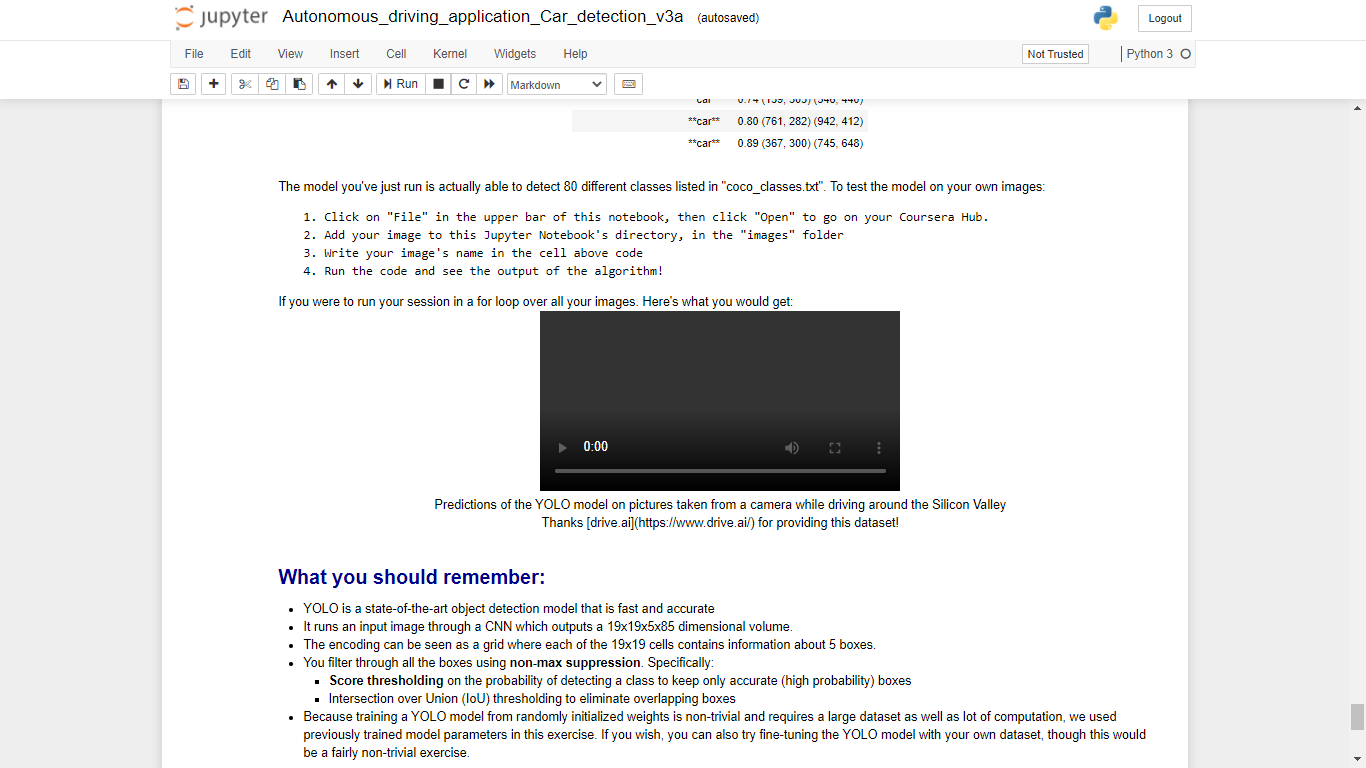 jupyter Autonomous_driving_application_Car_detection_v3a (autosaved)
Logout
File Edit View Insert Cell Kernel Widgets Help
Not Trusted Python 3
Run Markdown
car 0.74 (159, 303) (346, 440)
**car** 0.80 (761, 282) (942, 412)
**car** 0.89 (367, 300) (745, 648)
The model you've just run is actually able to detect 80 different classes listed in "coco_classes.txt". To test the model on your own images:
1. Click on "File" in the upper bar of this notebook, then click "Open" to go on your Coursera Hub.
2. Add your image to this Jupyter Notebook's directory, in the "images" folder
3. Write your image's name in the cell above code
4. Run the code and see the output of the algorithm!
If you were to run your session in a for loop over all your images. Here's what you would get:
0:00
Predictions of the YOLO model on pictures taken from a camera while driving around the Silicon Valley
Thanks [drive.ai](https://www.drive.ai/) for providing this dataset!
What you should remember:
• YOLO is a state-of-the-art object detection model that is fast and accurate
• It runs an input image through a CNN which outputs a 19x19x5x85 dimensional volume.
• The encoding can be seen as a grid where each of the 19x19 cells contains information about 5 boxes.
• You filter through all the boxes using non-max suppression. Specifically:
▪ Score thresholding on the probability of detecting a class to keep only accurate (high probability) boxes
▪ Intersection over Union (IoU) thresholding to eliminate overlapping boxes
• Because training a YOLO model from randomly initialized weights is non-trivial and requires a large dataset as well as lot of computation, we used
previously trained model parameters in this exercise. If you wish, you can also try fine-tuning the YOLO model with your own dataset, though this would
be a fairly non-trivial exercise.